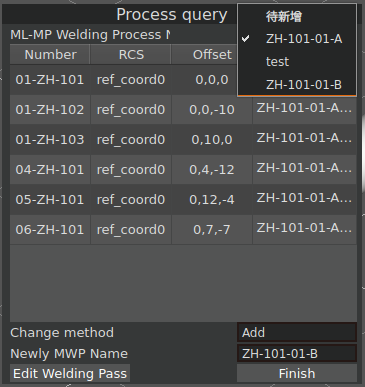 Process query
待新增
ML-MP Welding Process
ZH-101-01-A
Number RCS Offset
test
ZH-101-01-B
01-ZH-101 ref_coord0 0,0,0
01-ZH-102 ref_coord0 0,0,-10 ZH-101-01-A...
01-ZH-103 ref_coord0 0,10,0 ZH-101-01-A...
04-ZH-101 ref_coord0 0,4,-12 ZH-101-01-A...
05-ZH-101 ref_coord0 0,12,-4 ZH-101-01-A...
06-ZH-101 ref_coord0 0,7,-7 ZH-101-01-A...
Change method Add
Newly MWP Name ZH-101-01-B
Edit Welding Pass Finish